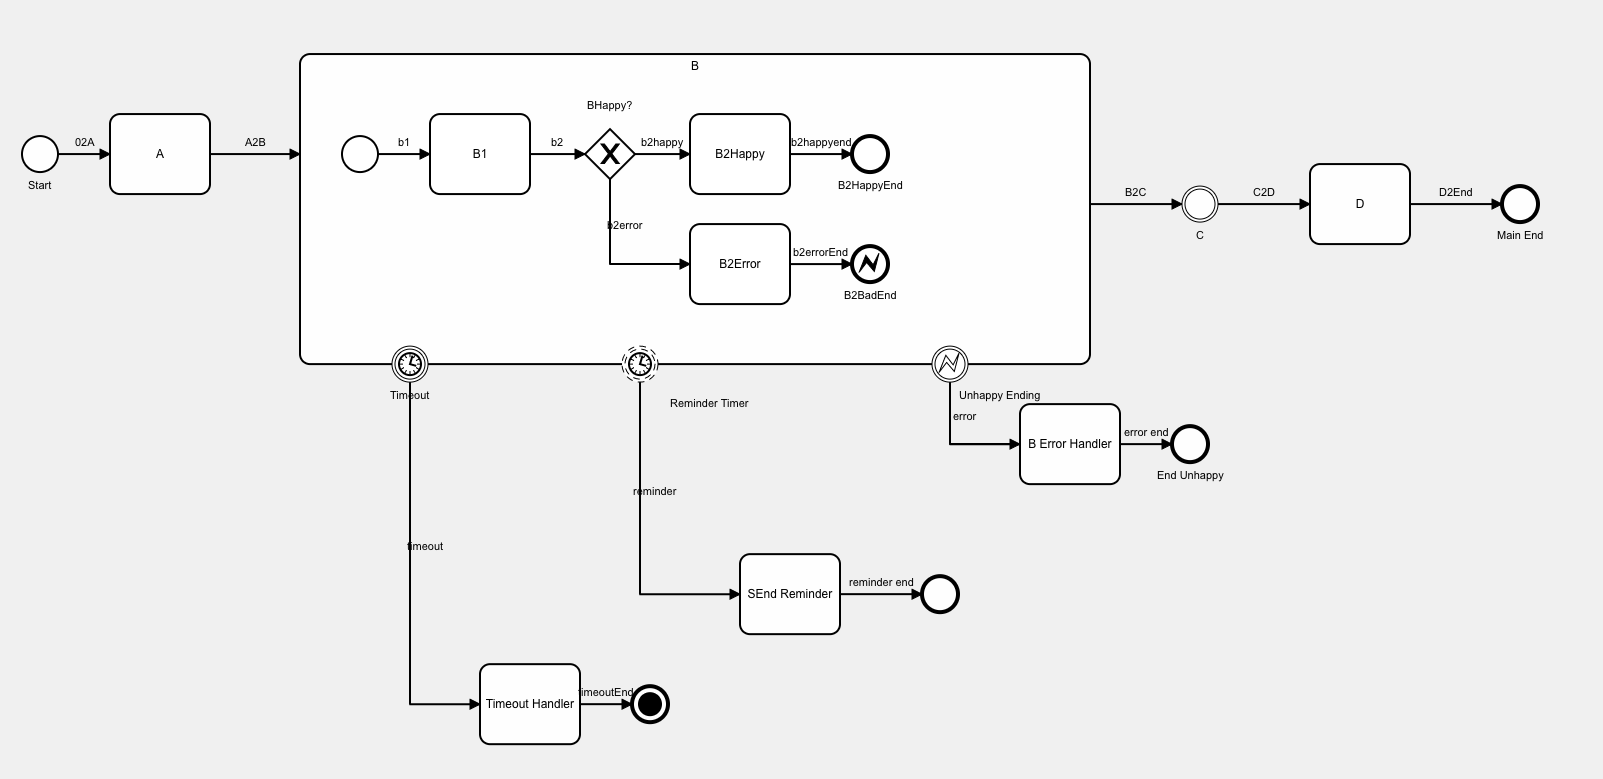 B
BHappy?
02A
A2B
b1
b2
b2happy
b2happyend
A
B1
B2Happy
Start
B2HappyEnd
B2C
C2D
D2End
D
b2error
C
Main End
b2errorEnd
B2Error
B2BadEnd
Timeout
Reminder Timer
Unhappy Ending
error
B Error Handler
error end
End Unhappy
reminder
timeout
reminder end
SEnd Reminder
timeoutEnd
Timeout Handler